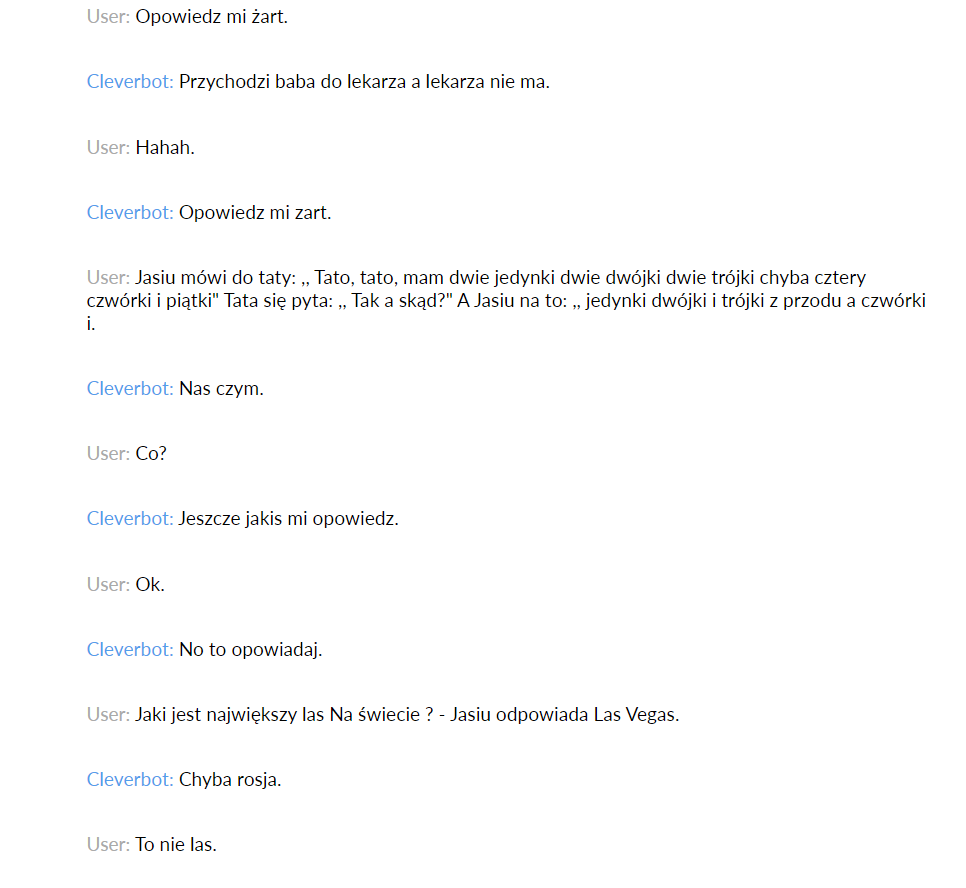 User: Opowiedz mi żart.
Cleverbot: Przychodzi baba do lekarza a lekarza nie ma.
User: Hahah.
Cleverbot: Opowiedz mi zart.
User: Jasiu mówi do taty: ,, Tato, tato, mam dwie jedynki dwie dwójki dwie trójki chyba cztery
czwórki i piątki" Tata się pyta: ,, Tak a skąd?" A Jasiu na to: ,, jedynki dwójki i trójki z przodu a czwórki
i.
Cleverbot: Nas czym.
User: Co?
Cleverbot: Jeszcze jakis mi opowiedz.
User: Ok.
Cleverbot: No to opowiadaj.
User: Jaki jest największy las Na świecie ? - Jasiu odpowiada Las Vegas.
Cleverbot: Chyba rosja.
User: To nie las.